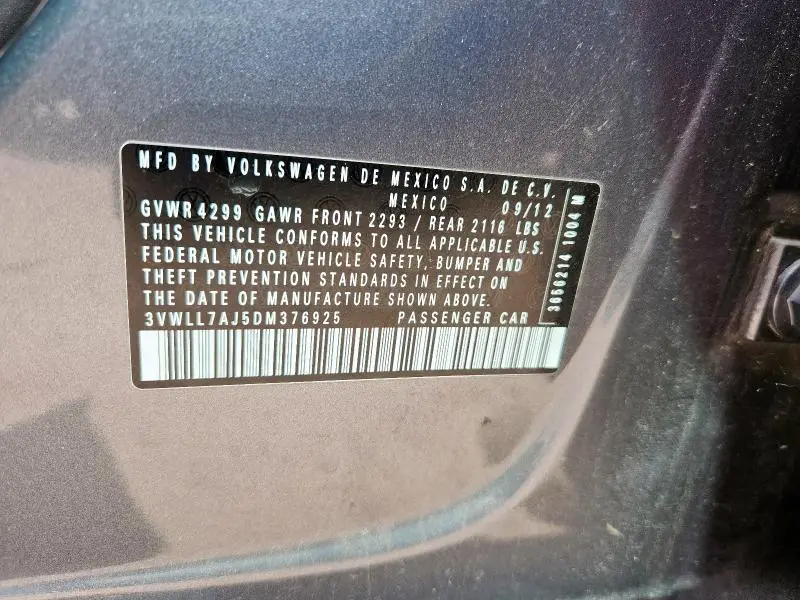 MFD BY VOLKSWAGEN DE MEXICO S.A. DE C.V.
MEXICO 09/12
GVWR 4299 GAWR FRONT 2293 / REAR 2116 LBS
THIS VEHICLE CONFORMS TO ALL APPLICABLE U.S.
FEDERAL MOTOR VEHICLE SAFETY, BUMPER AND
THEFT PREVENTION STANDARDS IN EFFECT ON
THE DATE OF MANUFACTURE SHOWN ABOVE.
3VWLL7AJ5DM376925 PASSENGER CAR
3056214 1004 M